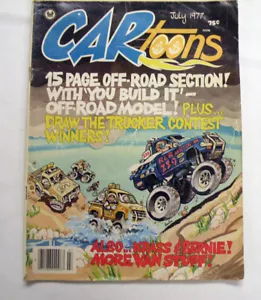 July 1977
75¢
CARtoons
15 PAGE OFF-ROAD SECTION!
WITH 'YOU BUILD IT'-
OFF-ROAD MODEL! PLUS...
DRAW THE TRUCKER CONTEST
WINNERS!
ALSO...KRASS & BERNIE!
MORE VAN STUFF!